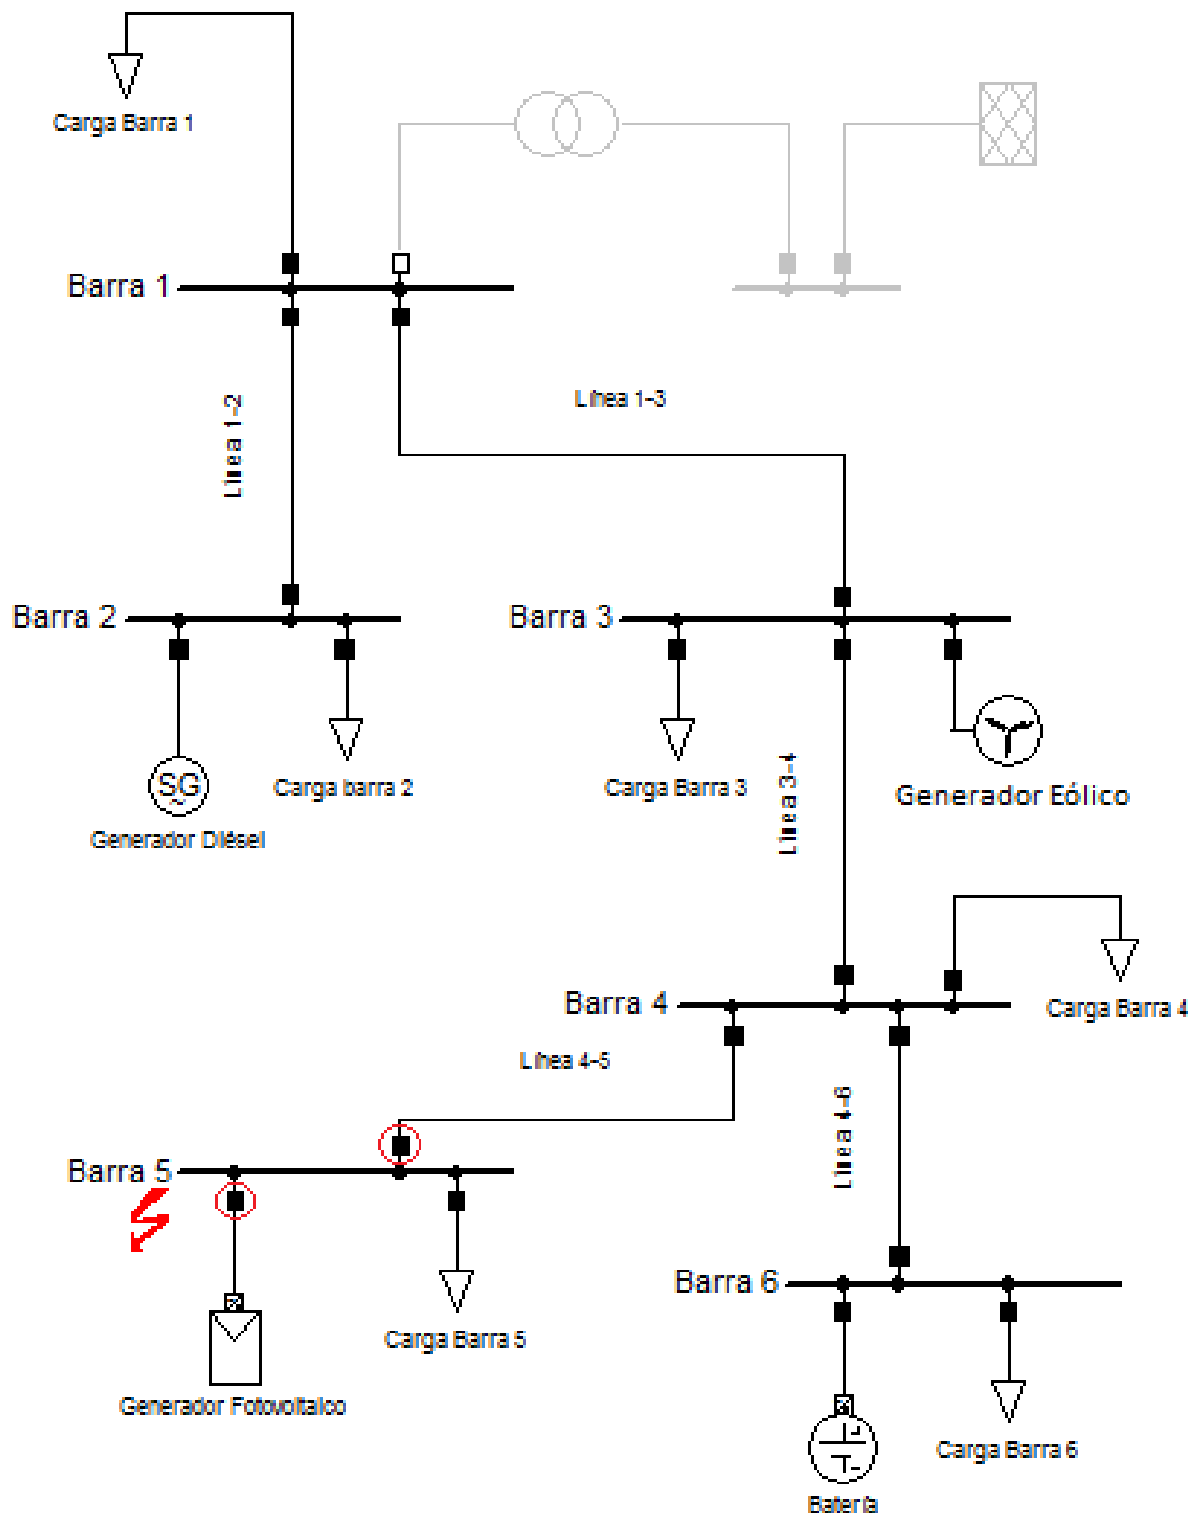 Carga Barra 1
Barra 1
Línea 1-3
Línea 1-2
Barra 2
Barra 3
SG
~
Carga barra 2
Carga Barra 3
Generador Eólico
Línea 3-4
Generador Diésel
Barra 4
Carga Barra 4
Línea 4-5
Línea 4-6
Barra 5
Barra 6
Carga Barra 5
Generador Fotovoltaico
Carga Barra 6
Batería